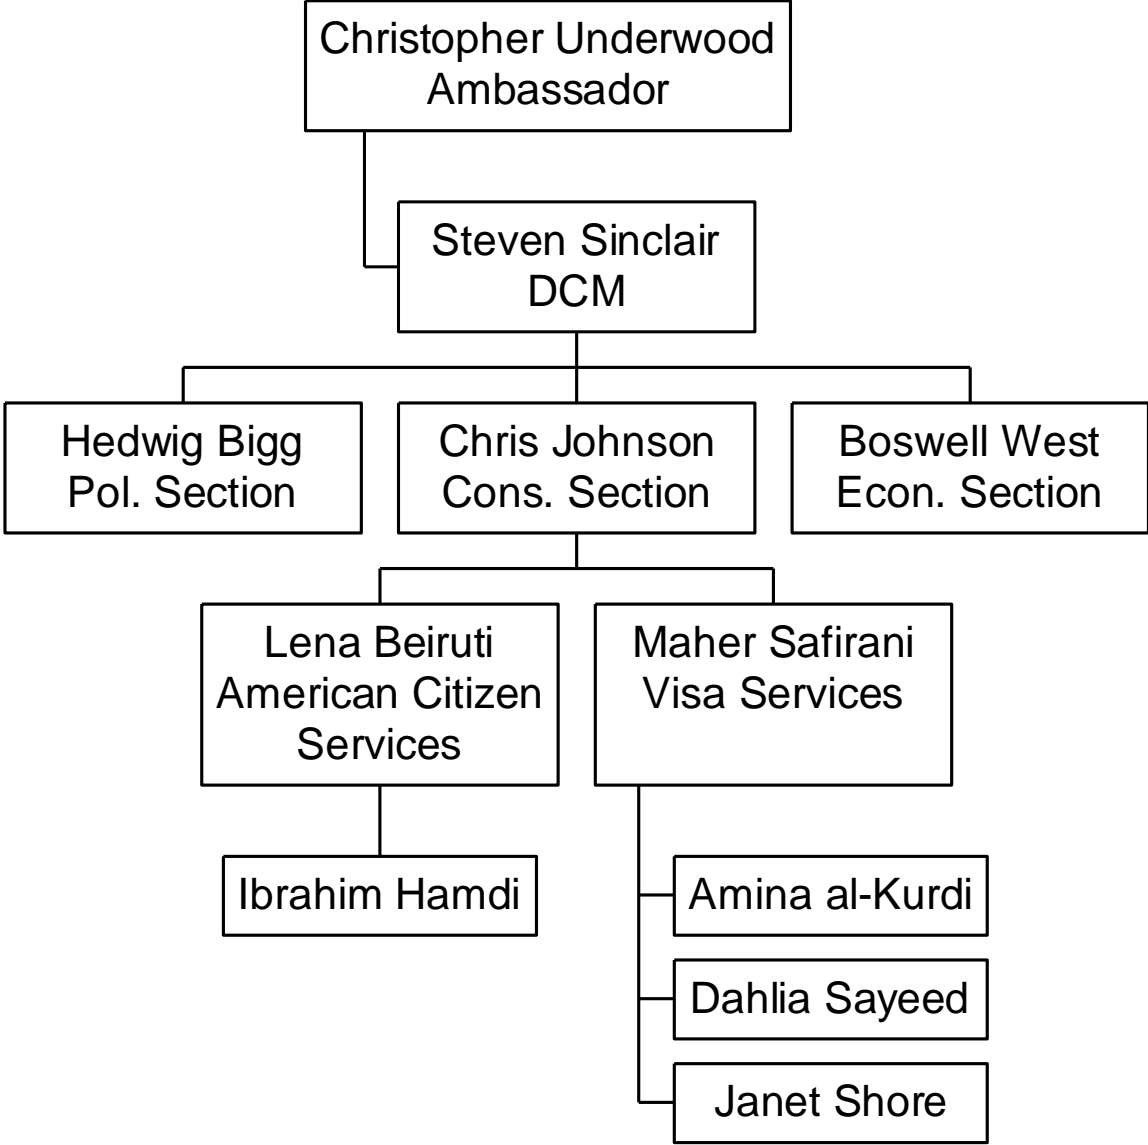 Christopher Underwood
Ambassador
Steven Sinclair
DCM
Hedwig Bigg
Pol. Section
Chris Johnson
Cons. Section
Boswell West
Econ. Section
Lena Beiruti
American Citizen
Services
Maher Safirani
Visa Services
Ibrahim Hamdi
Amina al-Kurdi
Dahlia Sayeed
Janet Shore